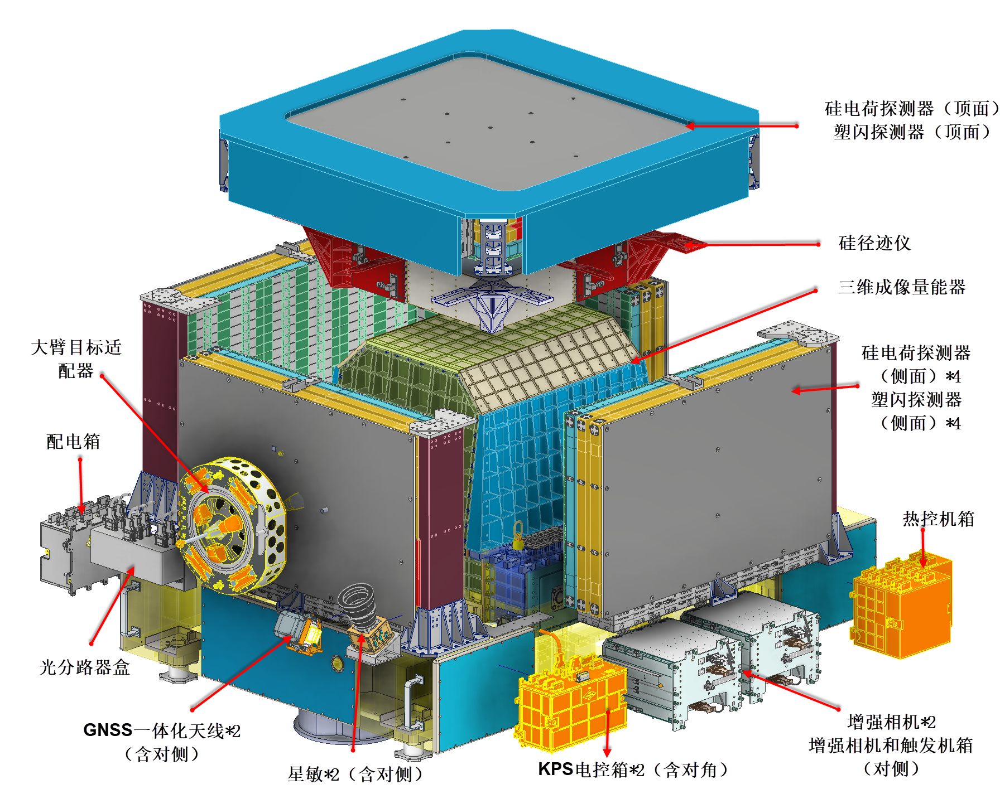 硅电荷探测器（顶面）
塑闪探测器（顶面）
硅径迹仪
三维成像量能器
大臂目标适
配器
硅电荷探测器
（侧面）*4
塑闪探测器
（侧面）*4
配电箱
热控机箱
光分路器盒
GNSS一体化天线*2
（含对侧）
星敏*2（含对侧）
KPS电控箱*2（含对角）
增强相机*2
增强相机和触发机箱
（对侧）